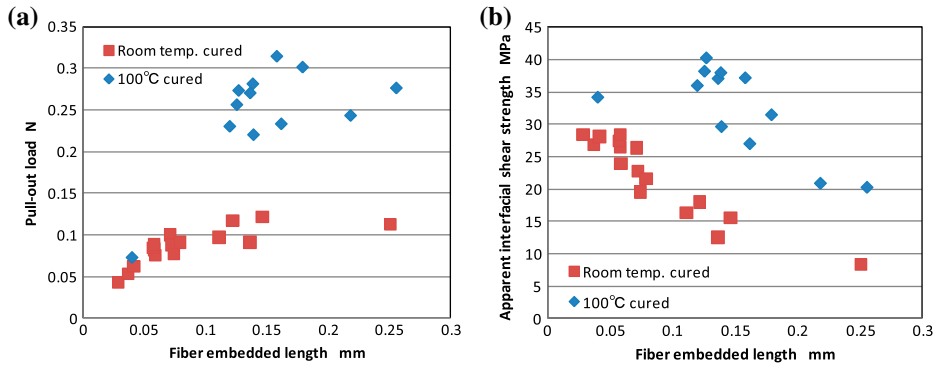 (a)
Pull-out load N
0.35
0.3
0.25
0.2
0.15
0.1
0.05
0
Room temp. cured
100℃ cured
0 0.05 0.1 0.15 0.2 0.25 0.3
Fiber embedded length mm
(b)
Apparent interfacial shear strength MPa
45
40
35
30
25
20
15
10
5
0
Room temp. cured
100℃ cured
0 0.05 0.1 0.15 0.2 0.25 0.3
Fiber embedded length mm